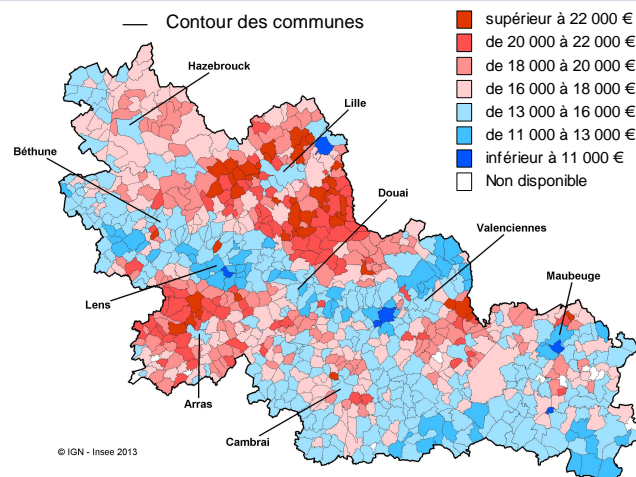 Contour des communes
supérieur à 22 000 €
de 20 000 à 22 000 €
de 18 000 à 20 000 €
de 16 000 à 18 000 €
de 13 000 à 16 000 €
de 11 000 à 13 000 €
inférieur à 11 000 €
Non disponible
Hazebrouck
Lille
Béthune
Douai
Valenciennes
Maubeuge
Lens
Arras
Cambrai
© IGN - Insee 2013